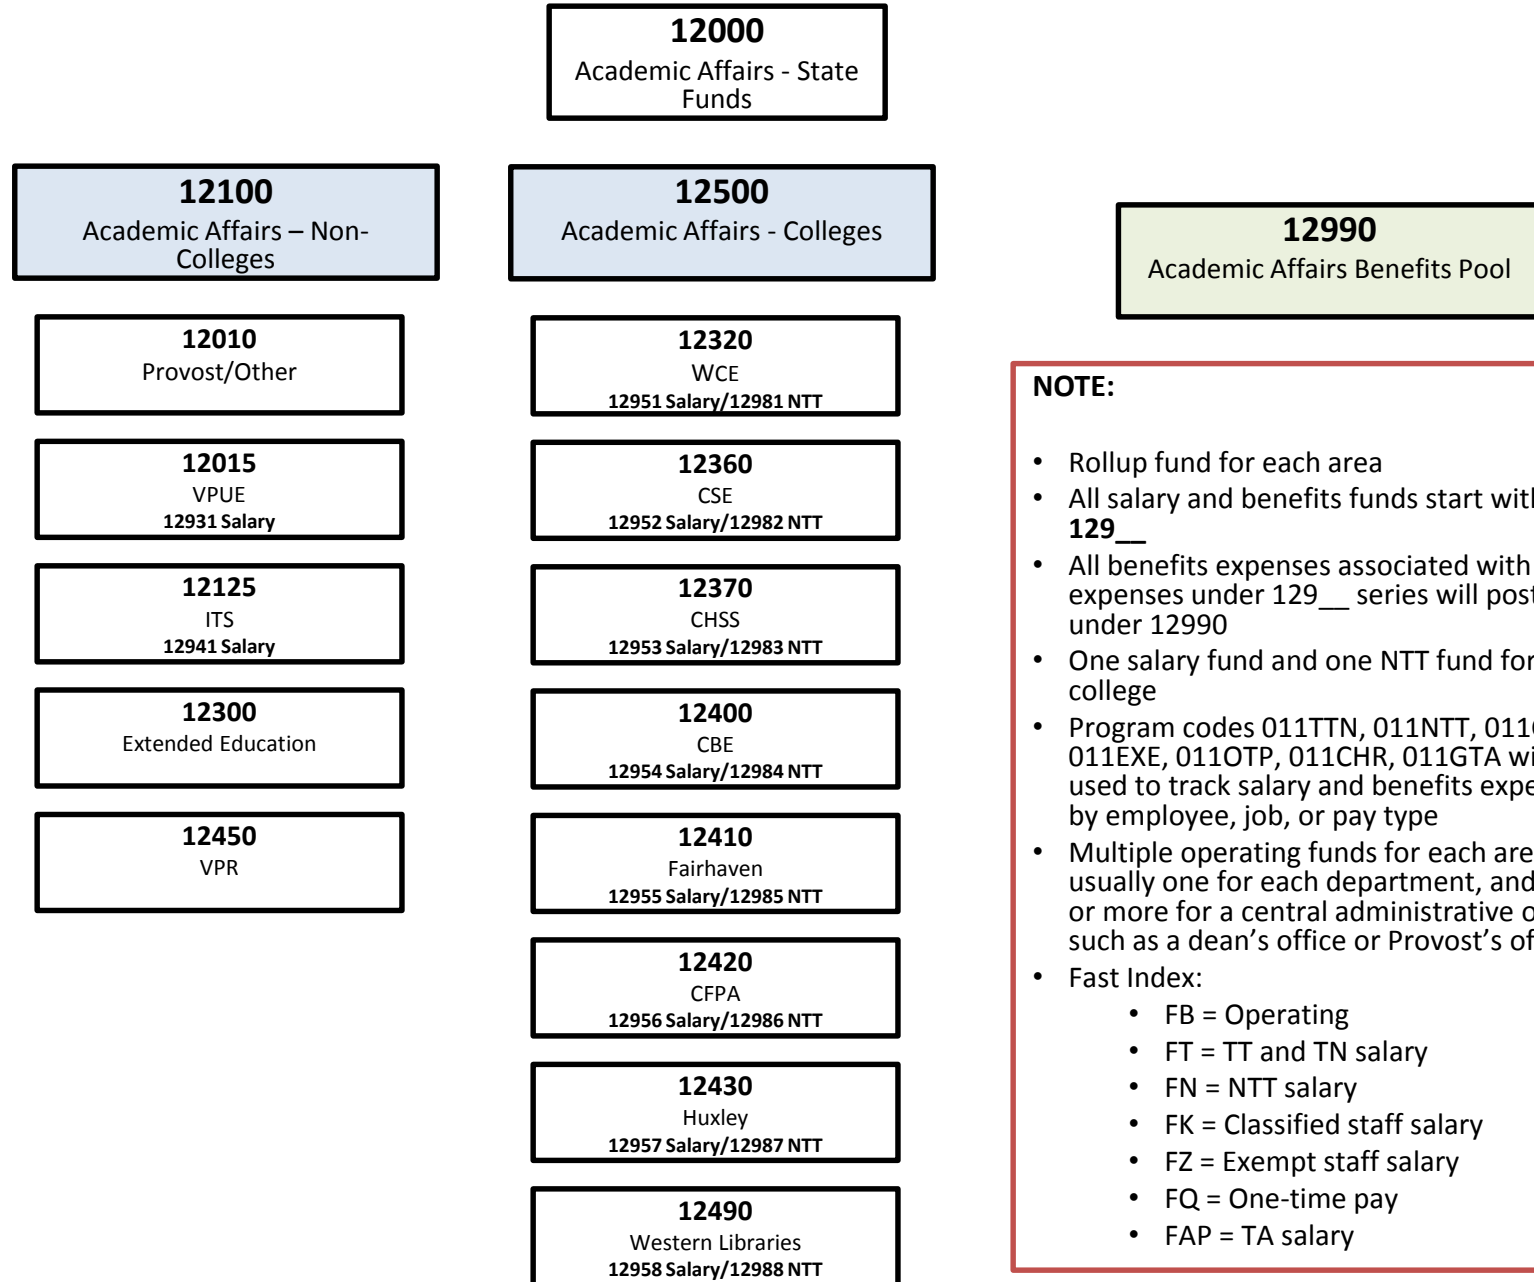 12000
Academic Affairs - State
Funds
12100
Academic Affairs – Non-
Colleges
12500
Academic Affairs - Colleges
12990
Academic Affairs Benefits Pool
12010
Provost/Other
12015
VPUE
12931 Salary
12125
ITS
12941 Salary
12300
Extended Education
12450
VPR
12320
WCE
12951 Salary/12981 NTT
12360
CSE
12952 Salary/12982 NTT
12370
CHSS
12953 Salary/12983 NTT
12400
CBE
12954 Salary/12984 NTT
12410
Fairhaven
12955 Salary/12985 NTT
12420
CFPA
12956 Salary/12986 NTT
12430
Huxley
12957 Salary/12987 NTT
12490
Western Libraries
12958 Salary/12988 NTT
NOTE:
• Rollup fund for each area
• All salary and benefits funds start with
129__
• All benefits expenses associated with
expenses under 129__ series will post
under 12990
• One salary fund and one NTT fund for
college
• Program codes 011TTN, 011NTT,
011EXE, 011OTP, 011CHR, 011GTA
used to track salary and benefits
by employee, job, or pay type
• Multiple operating funds for each
usually one for each department, and
or more for a central administrative
such as a dean’s office or Provost’s
• Fast Index:
• FB = Operating
• FT = TT and TN salary
• FN = NTT salary
• FK = Classified staff salary
• FZ = Exempt staff salary
• FQ = One-time pay
• FAP = TA salary